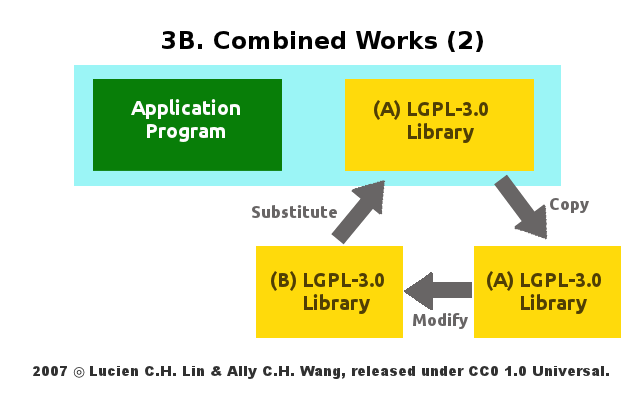 3B. Combined Works (2)
Application
Program
(A) LGPL-3.0
Library
Substitute
Copy
(B) LGPL-3.0
Library
(A) LGPL-3.0
Library
Modify
2007 ◎ Lucien C.H. Lin & Ally C.H. Wang, released under CC0 1.0 Universal.